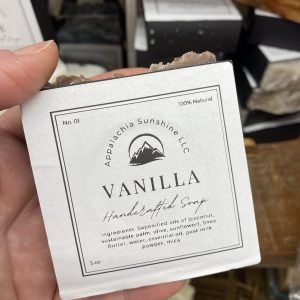 No. 01
100% Natural
Appalachia Sunshine LLC
VANILLA
Handcrafted Soap
Ingredients: Saponified oils of (coconut,
sustainable palm, olive, sunflower), Shea
Butter, water, essential oil, goat milk
powder, mica
5 oz